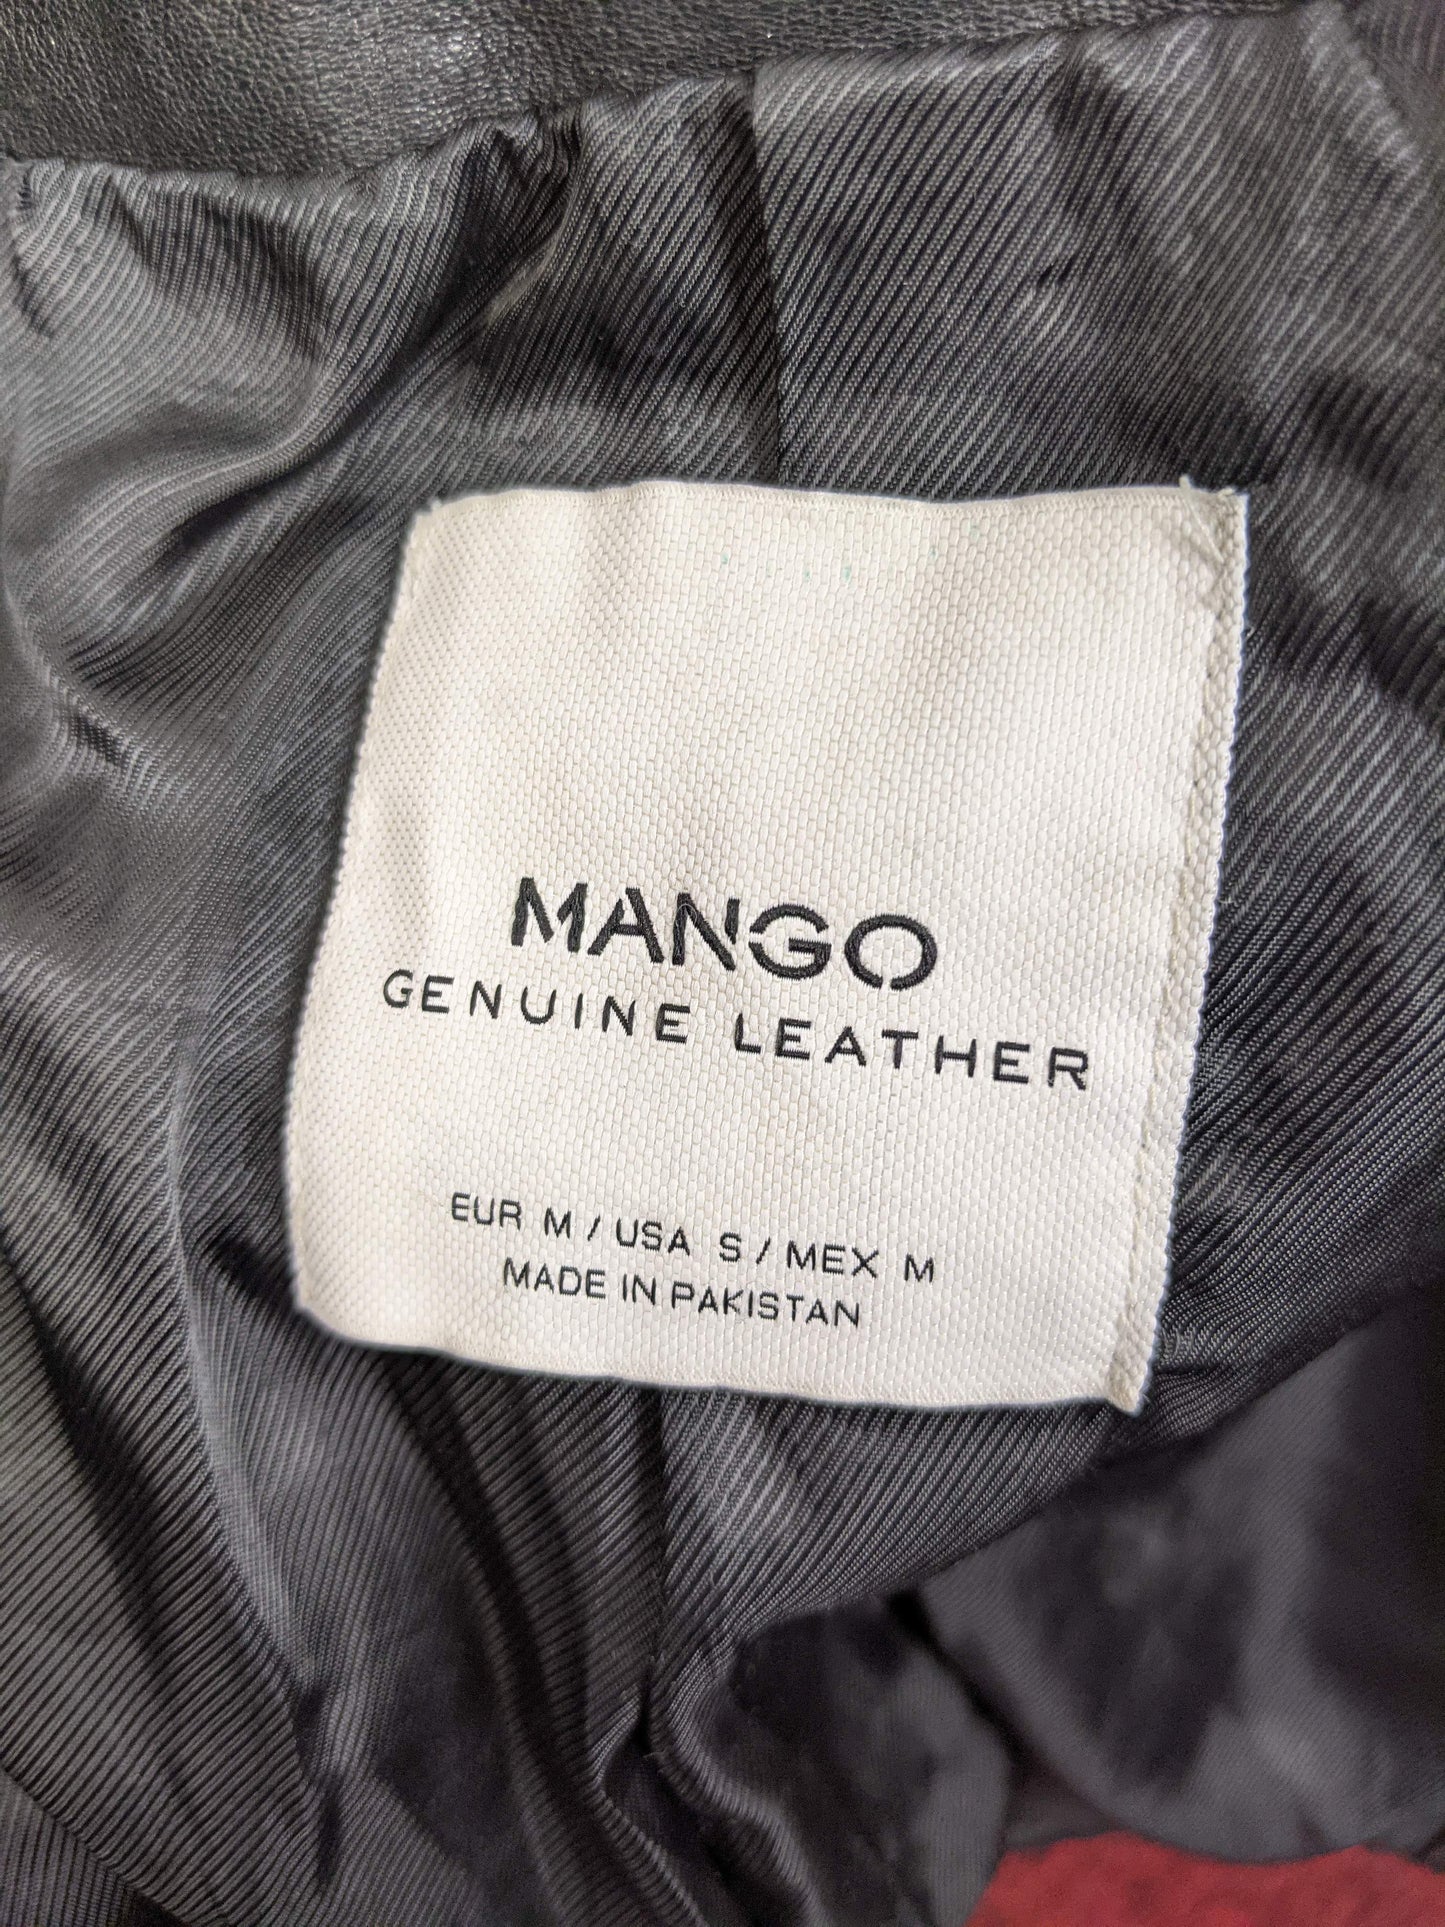 MANGO
GENUINE LEATHER
EUR M / USA S / MEX M
MADE IN PAKISTAN